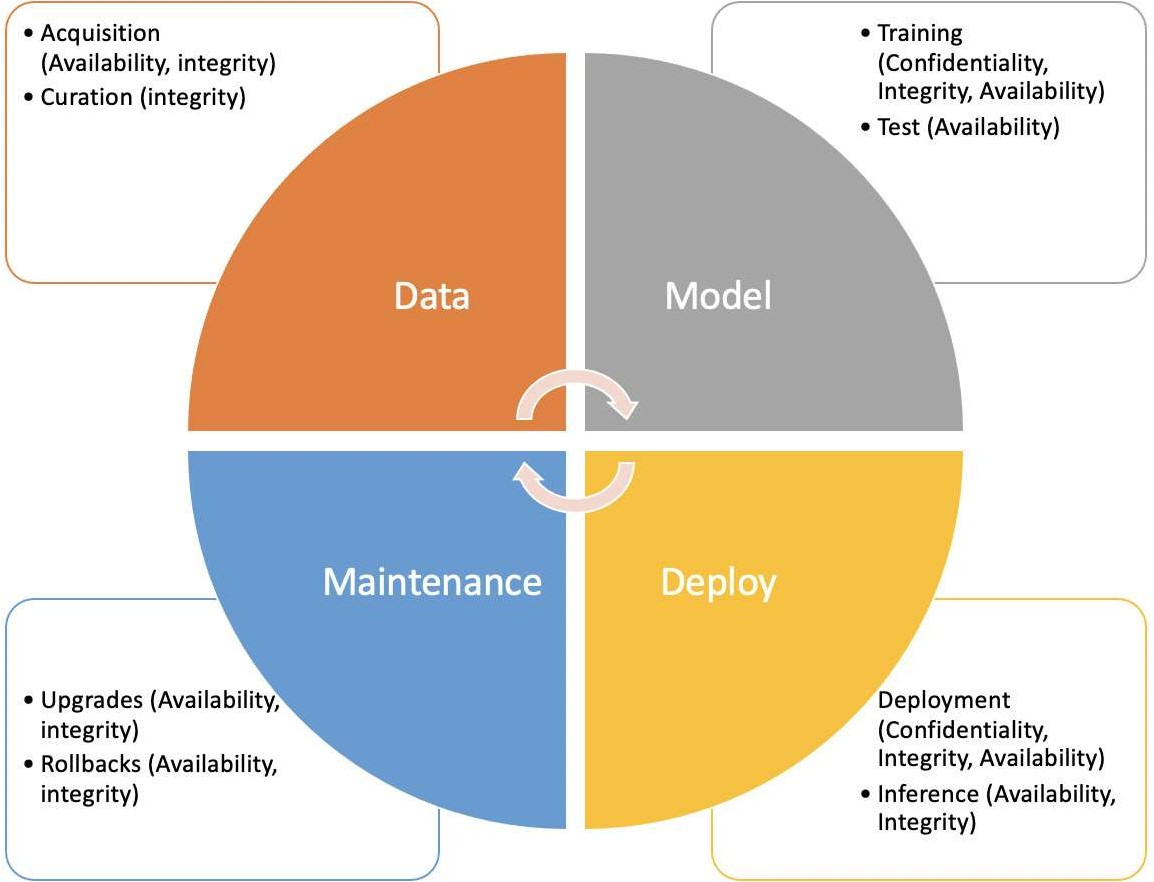 • Acquisition
(Availability, integrity)
• Curation (integrity)
• Training
(Confidentiality,
Integrity, Availability)
• Test (Availability)
Data
Model
Maintenance
Deploy
• Upgrades (Availability,
integrity)
• Rollbacks (Availability,
integrity)
Deployment
(Confidentiality,
Integrity, Availability)
• Inference (Availability,
Integrity)